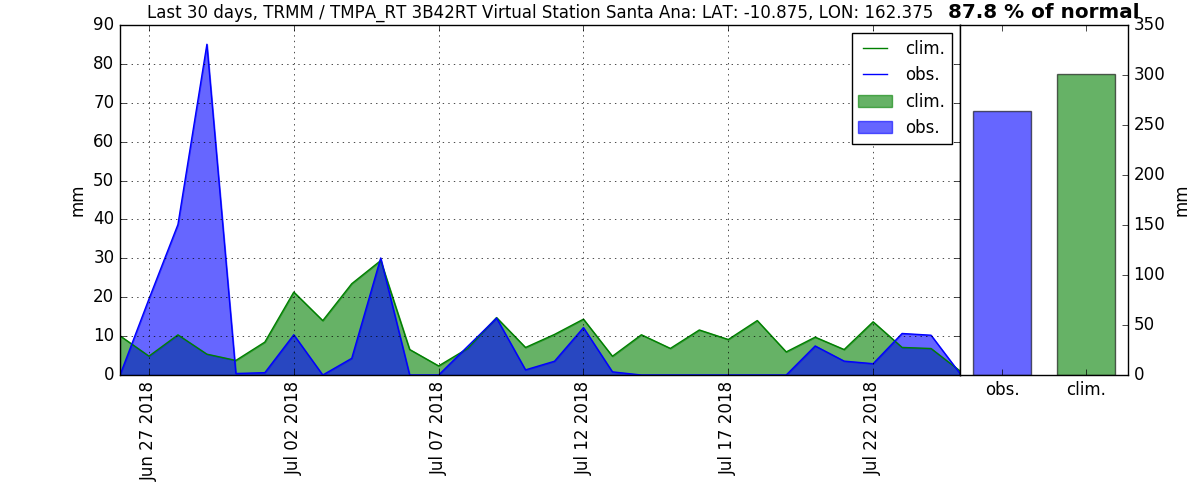 Last 30 days, TRMM / TMPA_RT 3B42RT Virtual Station Santa Ana: LAT: -10.875, LON: 162.375
87.8 % of normal
90
80
70
60
50
40
30
20
10
0
mm
clim.
obs.
clim.
obs.
350
300
250
200
150
100
50
0
mm
Jun 27 2018
Jul 02 2018
Jul 07 2018
Jul 12 2018
Jul 17 2018
Jul 22 2018
obs.
clim.